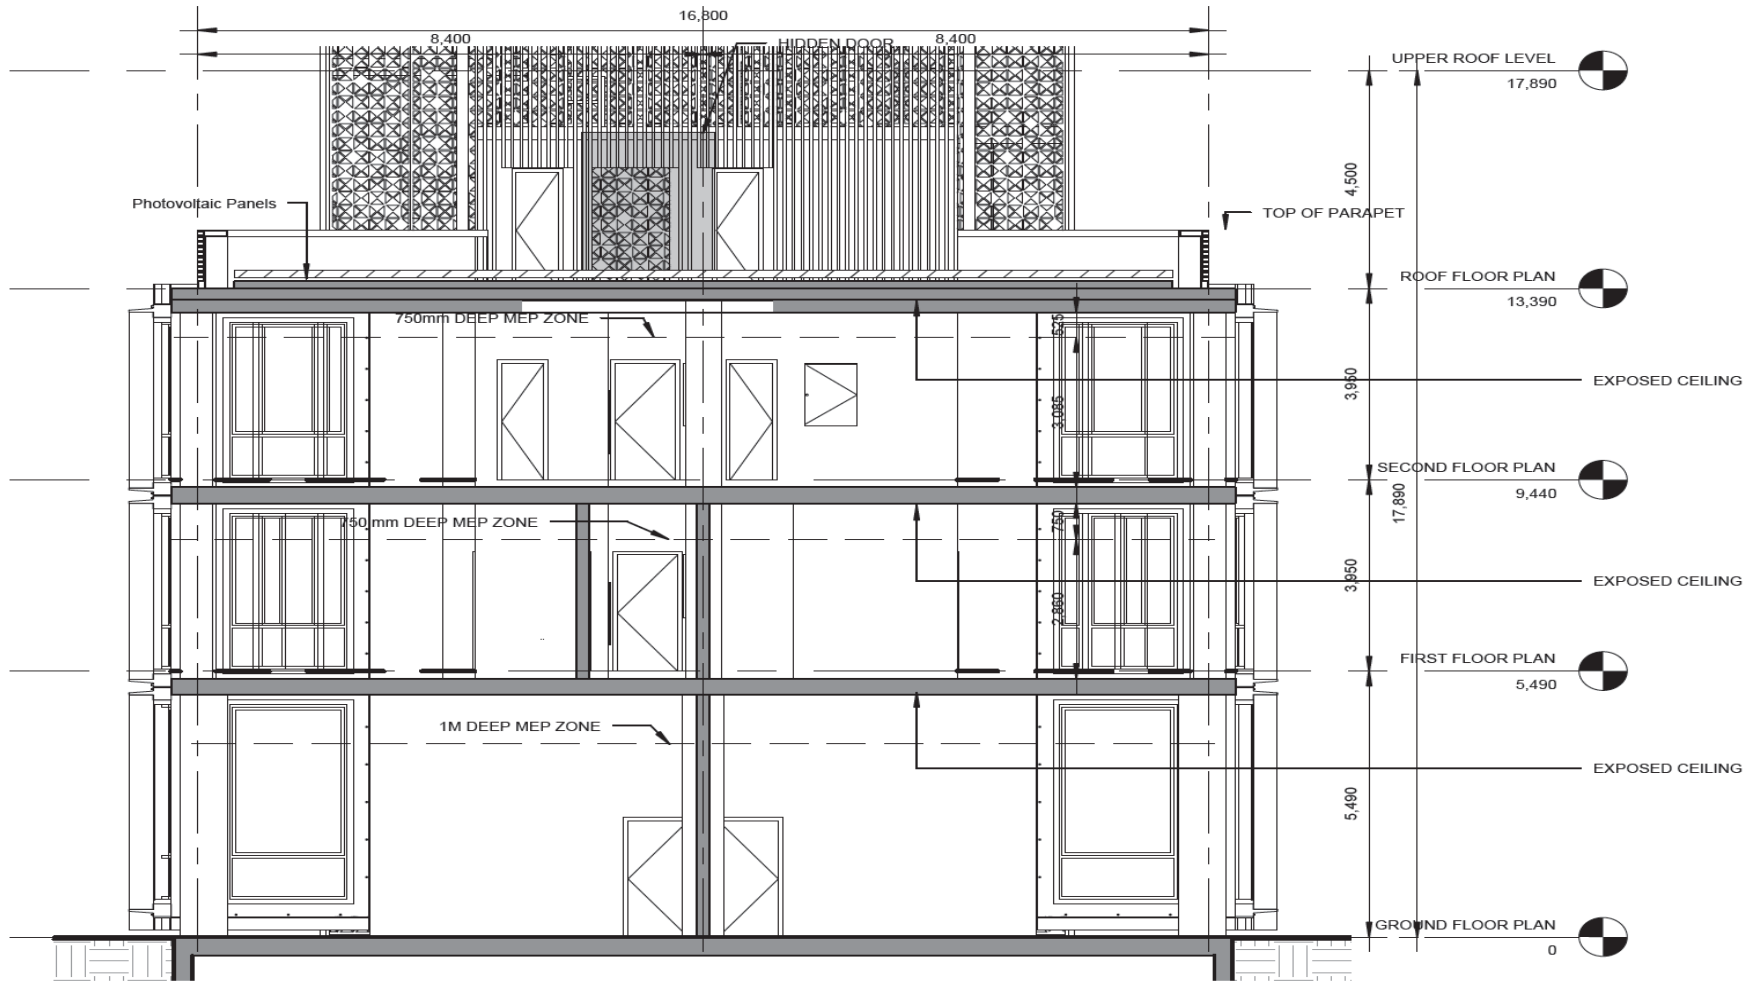 16,800
8,400
HIDDEN DOOR
8,400
UPPER ROOF LEVEL
17,890
4,500
Photovoltaic Panels
TOP OF PARAPET
ROOF FLOOR PLAN
13,390
750mm DEEP MEP ZONE
525
3,950
EXPOSED CEILING
3,085
SECOND FLOOR PLAN
9,440
17,890
750 mm DEEP MEP ZONE
750
3,950
EXPOSED CEILING
2,860
FIRST FLOOR PLAN
5,490
1M DEEP MEP ZONE
EXPOSED CEILING
5,490
GROUND FLOOR PLAN
0